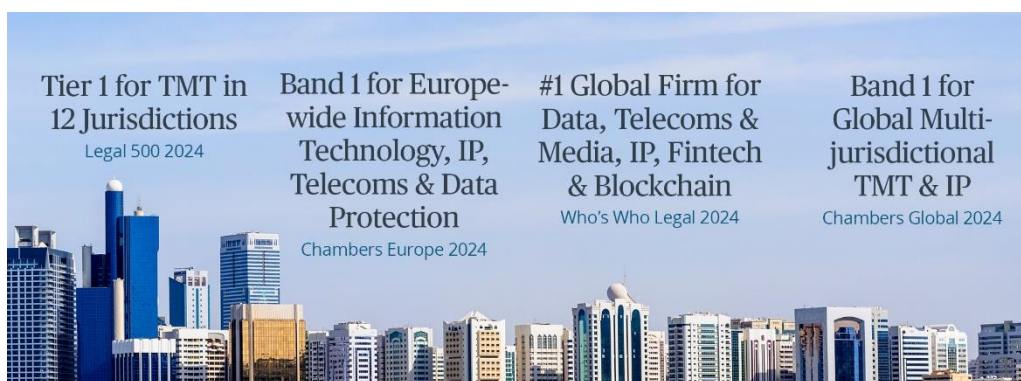 Tier 1 for TMT in
12 Jurisdictions
Legal 500 2024
Band 1 for Europe-
wide Information
Technology, IP,
Telecoms & Data
Protection
Chambers Europe 2024
#1 Global Firm for
Data, Telecoms &
Media, IP, Fintech
& Blockchain
Who's Who Legal 2024
Band 1 for
Global Multi-
jurisdictional
TMT & IP
Chambers Global 2024